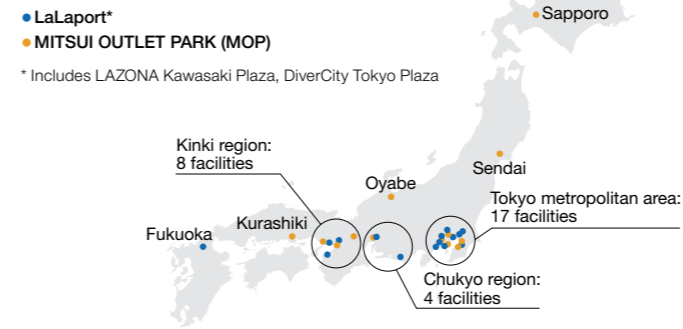 LaLaport*
MITSUI OUTLET PARK (MOP)
* Includes LAZONA Kawasaki Plaza, DiverCity Tokyo Plaza
Sapporo
Kinki region:
8 facilities
Sendai
Oyabe
Tokyo metropolitan area:
17 facilities
Kurashiki
Fukuoka
Chukyo region:
4 facilities